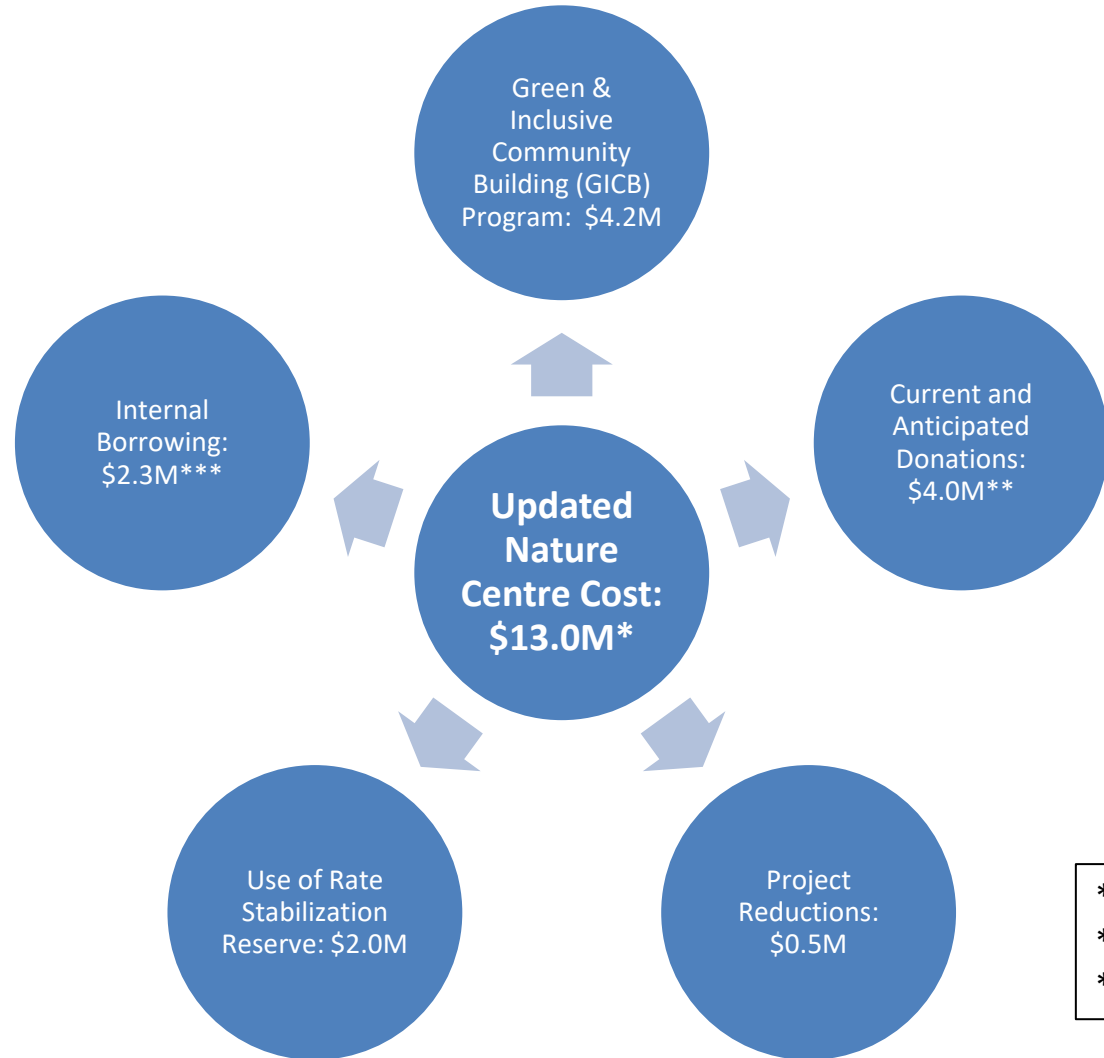 Green &
Inclusive
Community
Building (GICB)
Program: $4.2M
Internal
Borrowing:
$2.3M***
Current and
Anticipated
Donations:
$4.0M**
Updated
Nature
Centre Cost:
$13.0M*
Use of Rate
Stabilization
Reserve: $2.0M
Project
Reductions:
$0.5M
*
*
*